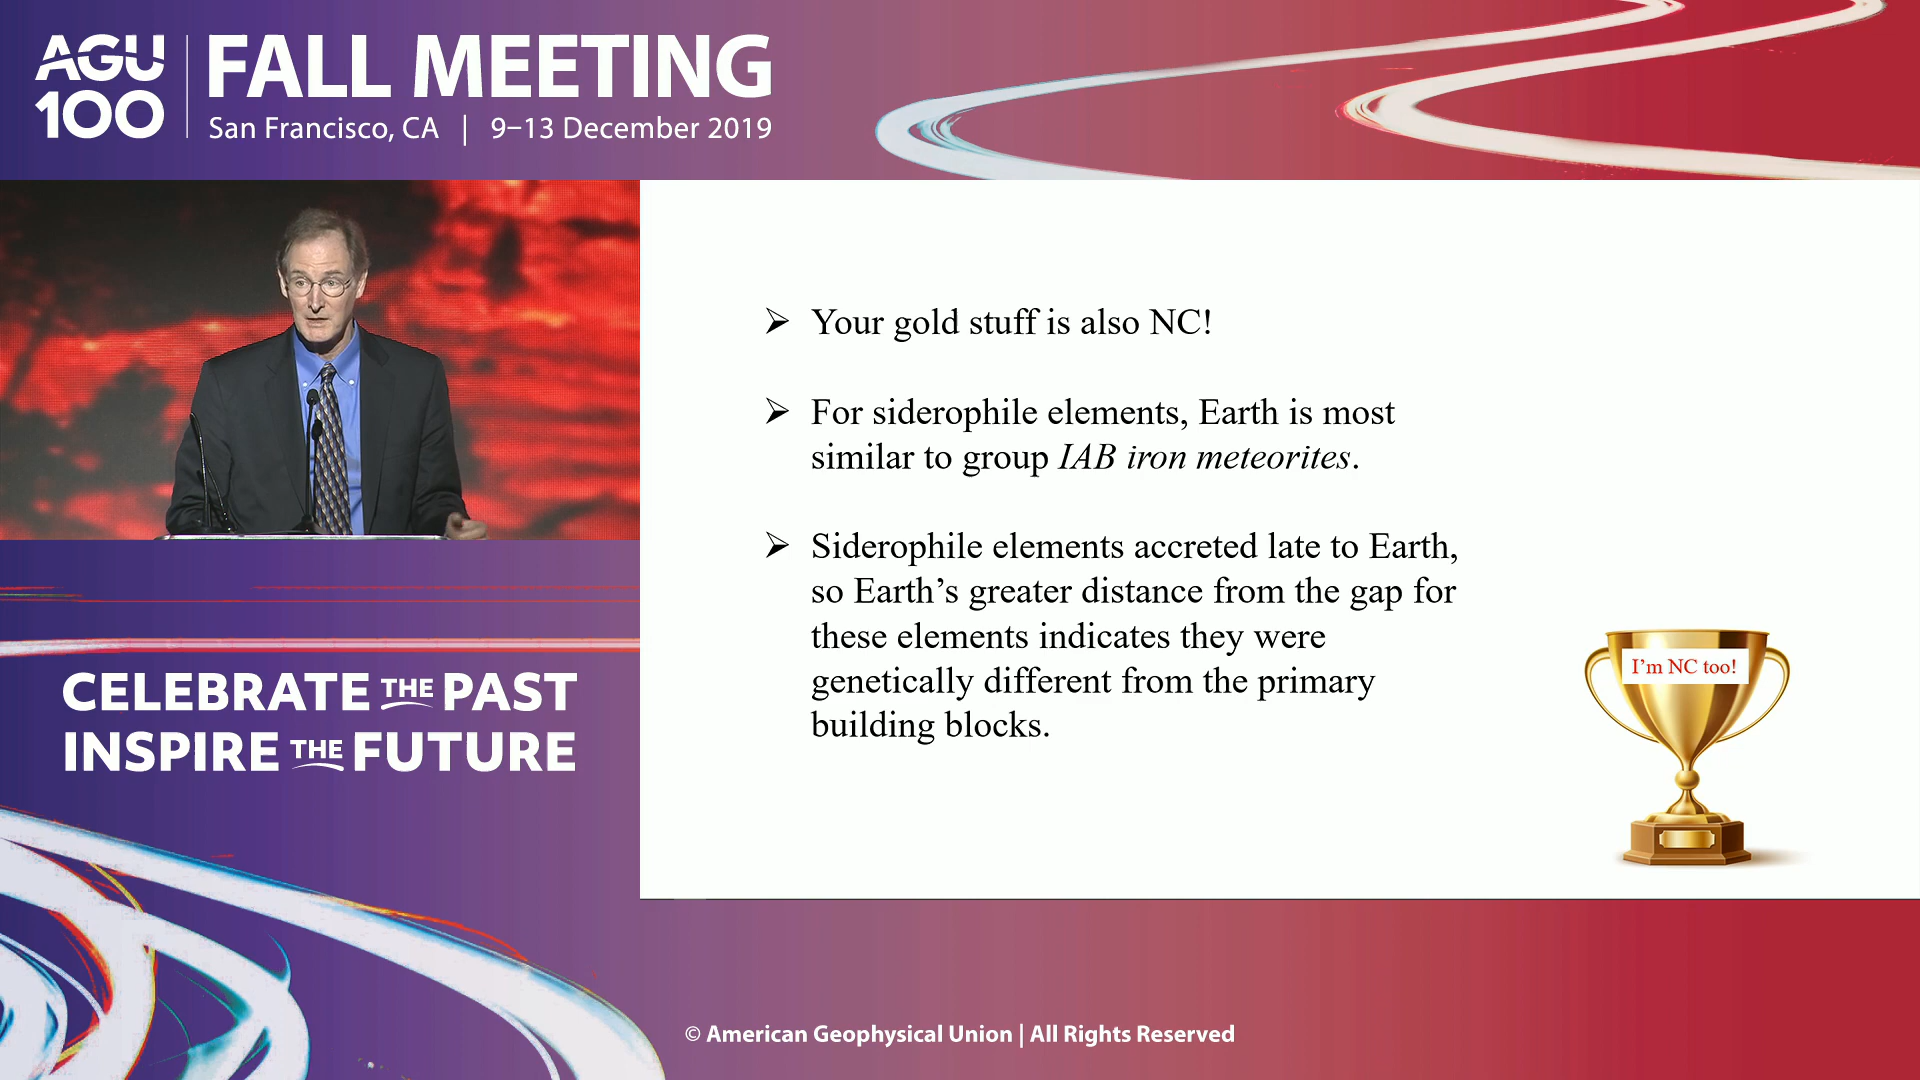 AGU
100
FALL MEETING
San Francisco, CA | 9–13 December 2019
➢ Your gold stuff is also NC!
➢ For siderophile elements, Earth is most
similar to group IAB iron meteorites.
➢ Siderophile elements accreted late to Earth,
so Earth’s greater distance from the gap for
these elements indicates they were
genetically different from the primary
building blocks.
I’m NC too!
CELEBRATE THE PAST
INSPIRE THE FUTURE
© American Geophysical Union | All Rights Reserved